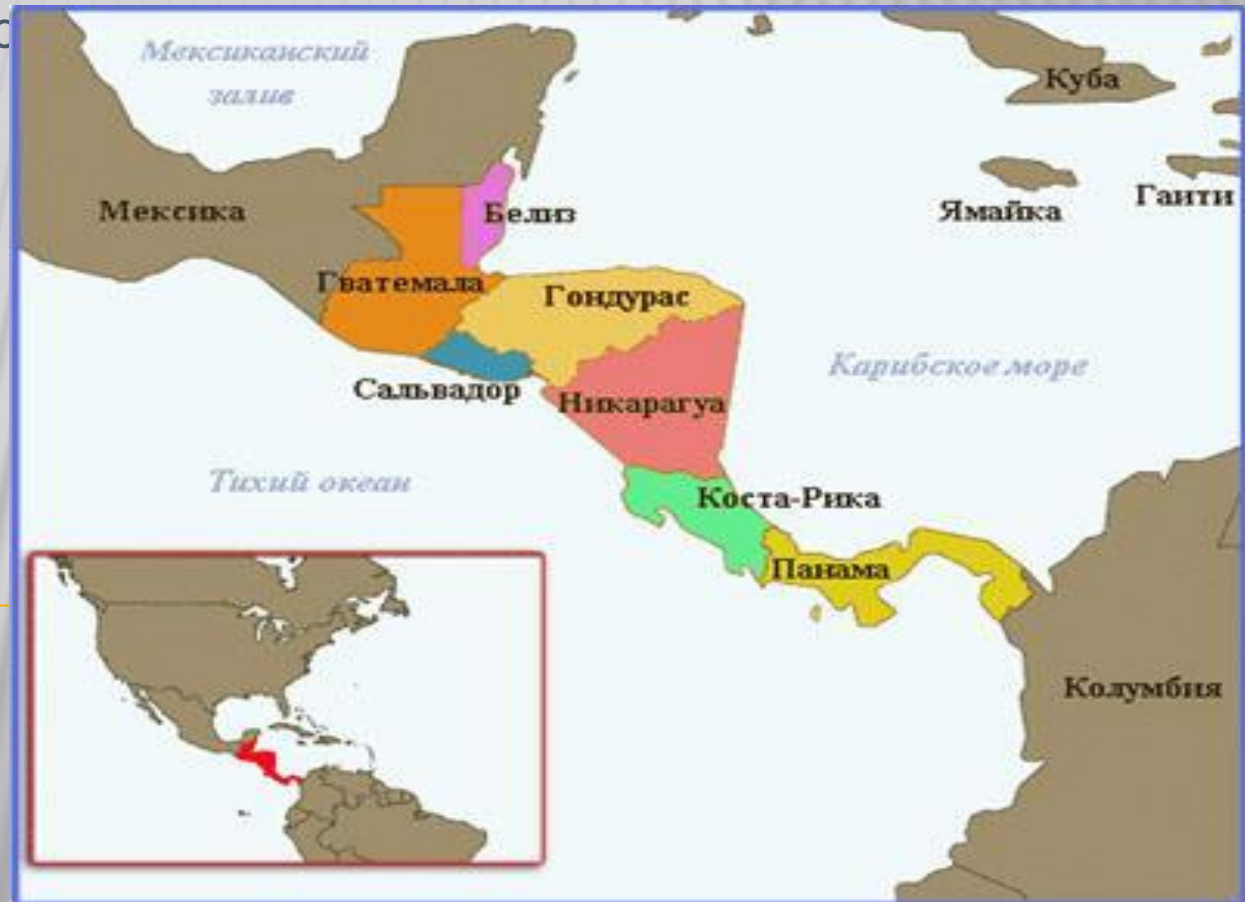 Мексиканский
залив
Куба
Мексика
Белиз
Ямайка
Гаити
Гватемала
Гондурас
Карибское море
Сальвадор
Никарагуа
Тихий океан
Коста-Рика
Панама
Колумбия